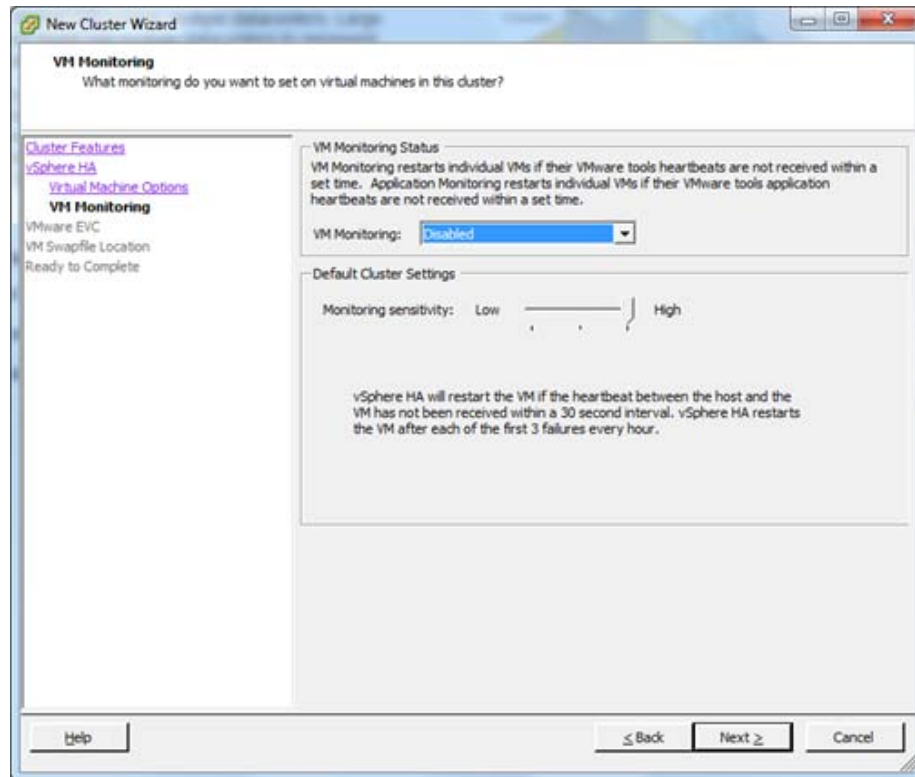 New Cluster Wizard
VM Monitoring
What monitoring do you want to set on virtual machines in this cluster?
Cluster Features
vSphere HA
Virtual Machine Options
VM Monitoring
VMware EVC
VM Swapfile Location
Ready to Complete
VM Monitoring Status
VM Monitoring restarts individual VMs if their VMware tools heartbeats are not received within a
set time. Application Monitoring restarts individual VMs if their VMware tools application
heartbeats are not received within a set time.
VM Monitoring: Disabled
Default Cluster Settings
Monitoring sensitivity: Low High
vSphere HA will restart the VM if the heartbeat between the host and the
VM has not been received within a 30 second interval. vSphere HA restarts
the VM after each of the first 3 failures every hour.
Help
≤ Back
Next ≥
Cancel